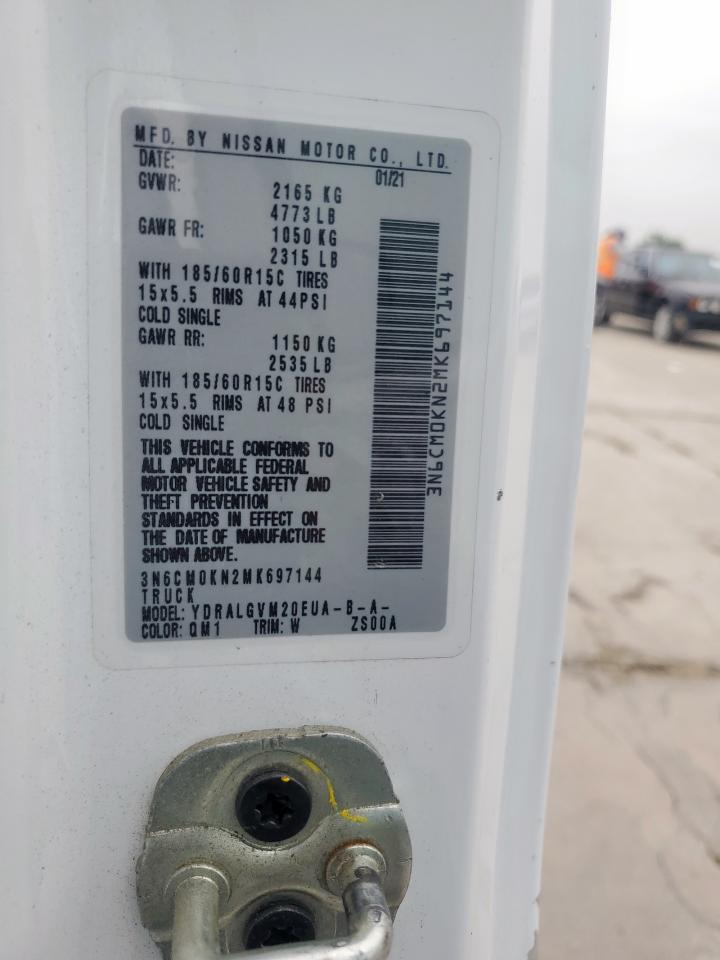 MFD. BY NISSAN MOTOR CO., LTD.
DATE: 01/21
GVWR: 2165 KG
4773 LB
GAWR FR: 1050 KG
2315 LB
WITH 185/60R15C TIRES
15x5.5 RIMS AT 44PSI
COLD SINGLE
GAWR RR: 1150 KG
2535 LB
WITH 185/60R15C TIRES
15x5.5 RIMS AT 48 PSI
COLD SINGLE
THIS VEHICLE CONFORMS TO
ALL APPLICABLE FEDERAL
MOTOR VEHICLE SAFETY AND
THEFT PREVENTION
STANDARDS IN EFFECT ON
THE DATE OF MANUFACTURE
SHOWN ABOVE.
3N6CM0KN2MK697144
TRUCK
MODEL: YDRALGVM20EUA-B-A-
COLOR: QM1 TRIM: W ZS00A
3N6CM0KN2MK697144